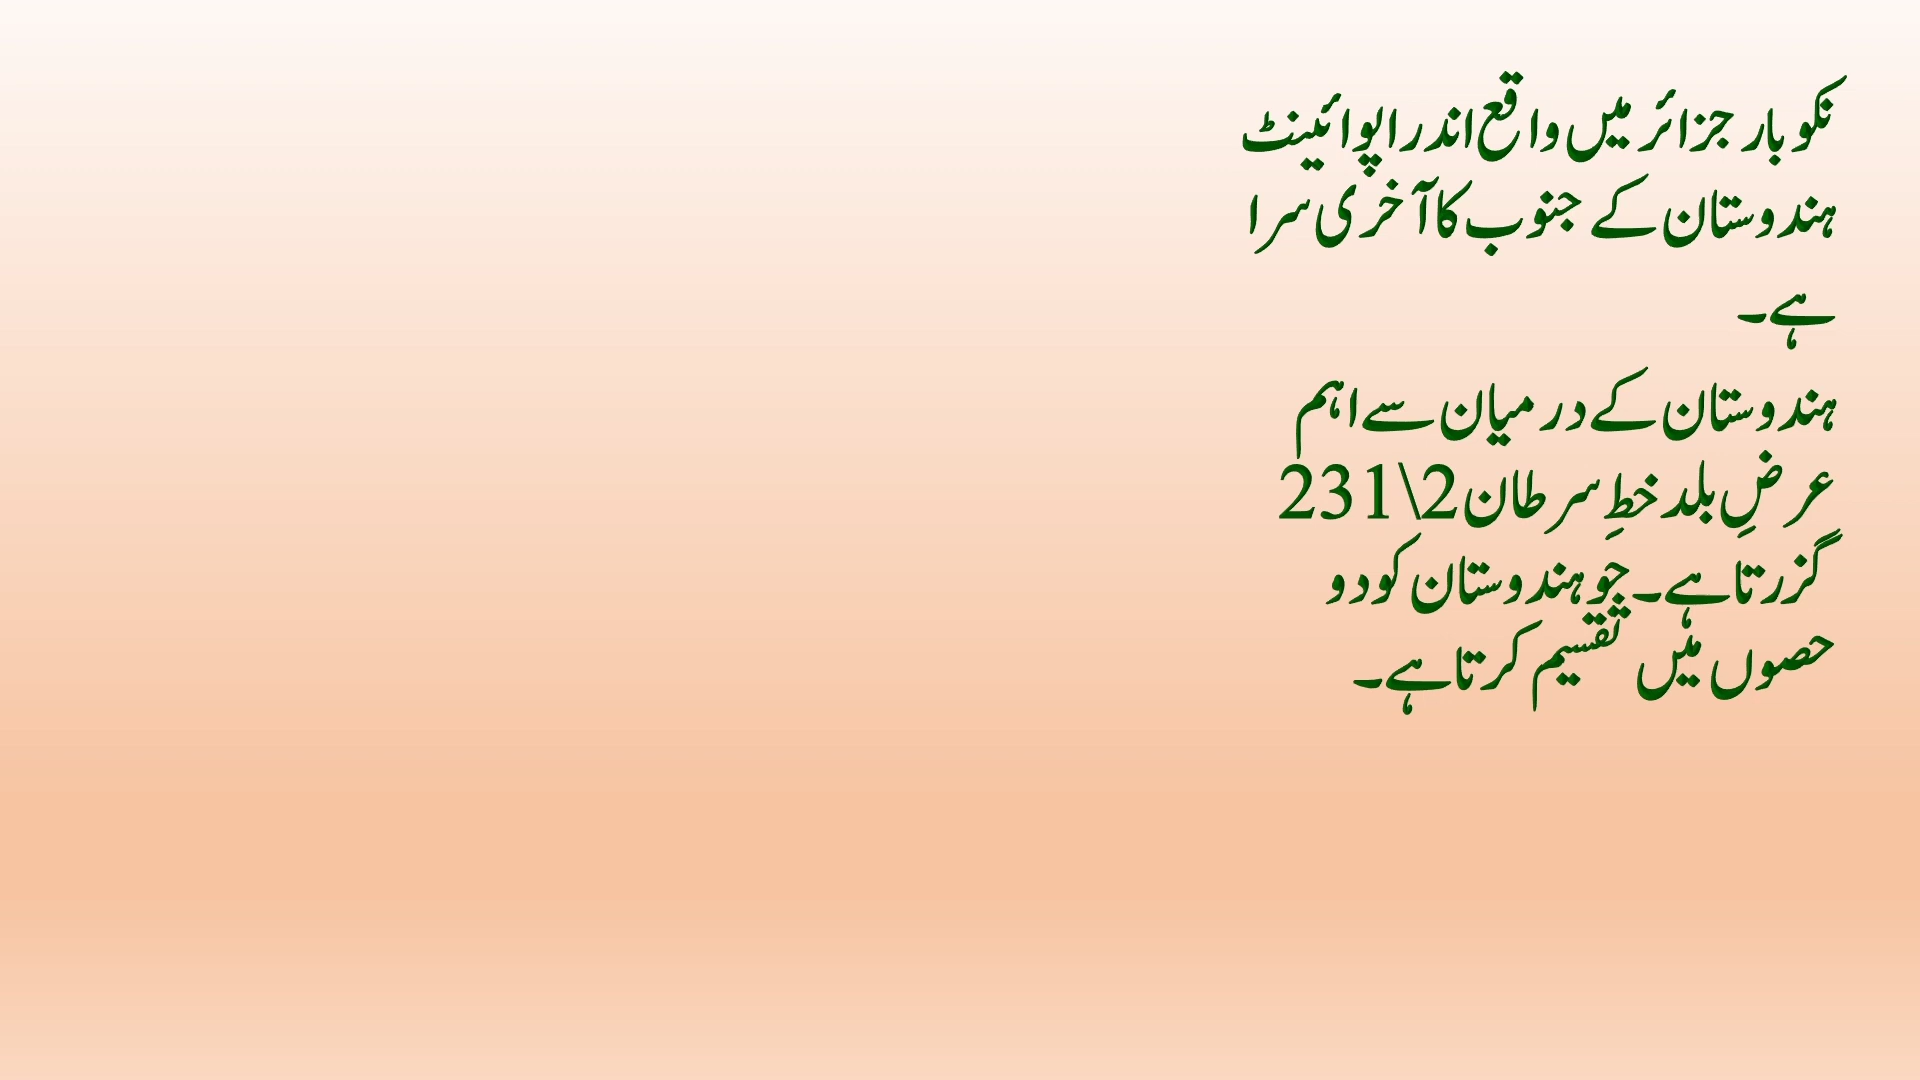 نکوبار جزائر میں واقع اندرا پوائینٹ
ہندوستان کے جنوب کا آخری سرا
ہے۔
ہندوستان کے درمیان سے اہم
عرضِ بلد خطِ سرطان 231\2
گزرتا ہے۔ جو ہندوستان کو دو
حصوں میں تقسیم کرتا ہے۔